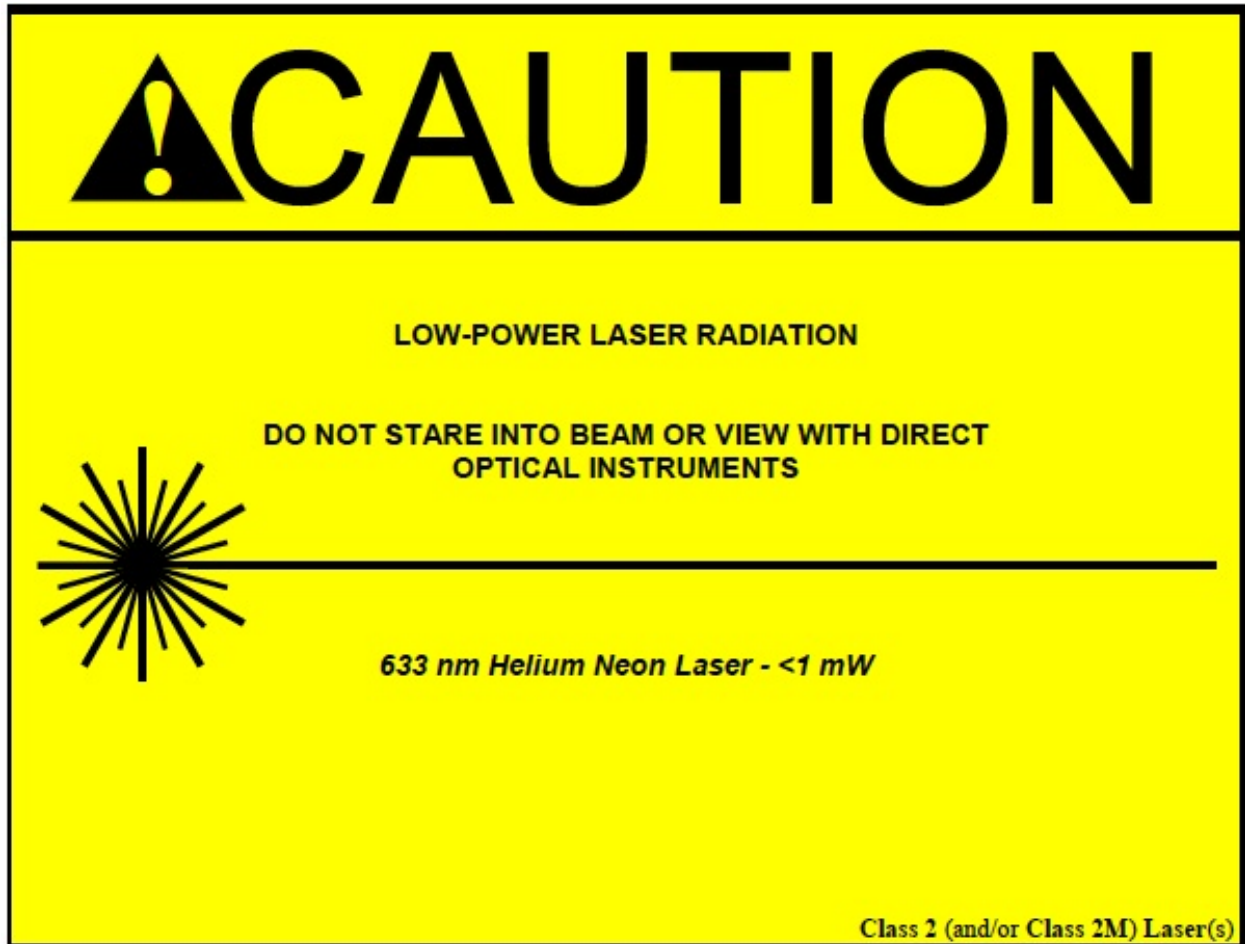 CAUTION
LOW-POWER LASER RADIATION
DO NOT STARE INTO BEAM OR VIEW WITH DIRECT
OPTICAL INSTRUMENTS
633 nm Helium Neon Laser - <1 mW
Class 2 (and/or Class 2M) Laser(s)